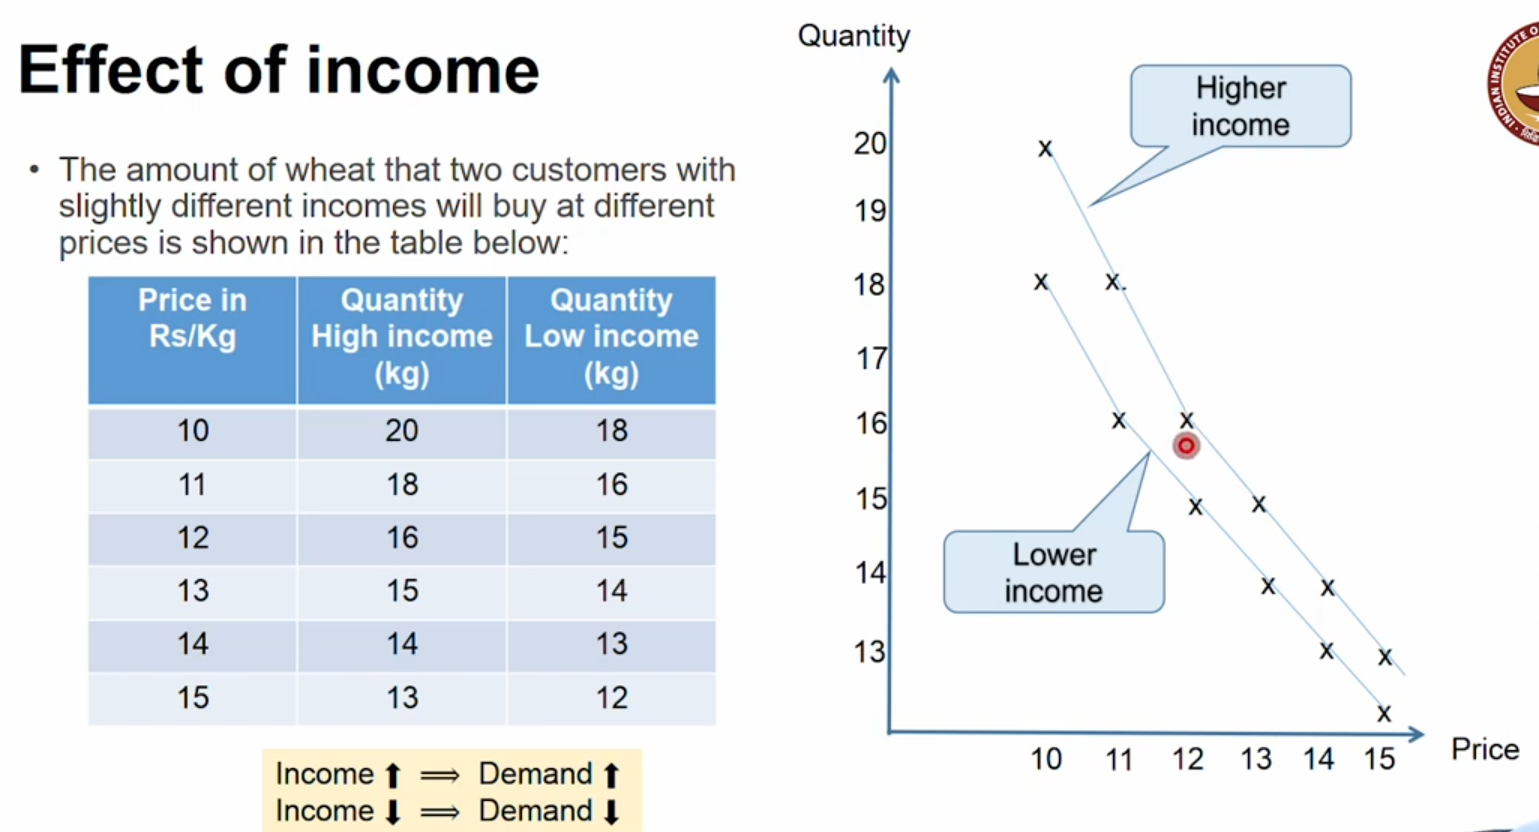 Effect of income
• The amount of wheat that two customers with
slightly different incomes will buy at different
prices is shown in the table below:
Price in Rs/Kg Quantity High income (kg) Quantity Low income (kg)
10 20 18
11 18 16
12 16 15
13 15 14
14 14 13
15 13 12
Income ⬆ ⟹ Demand ⬆
Income ⬇ ⟹ Demand ⬇
Quantity
Higher
income
20
19
18
17
16
15
14
13
Lower
income
10 11 12 13 14 15
Price
INDIAN INSTITUTE O